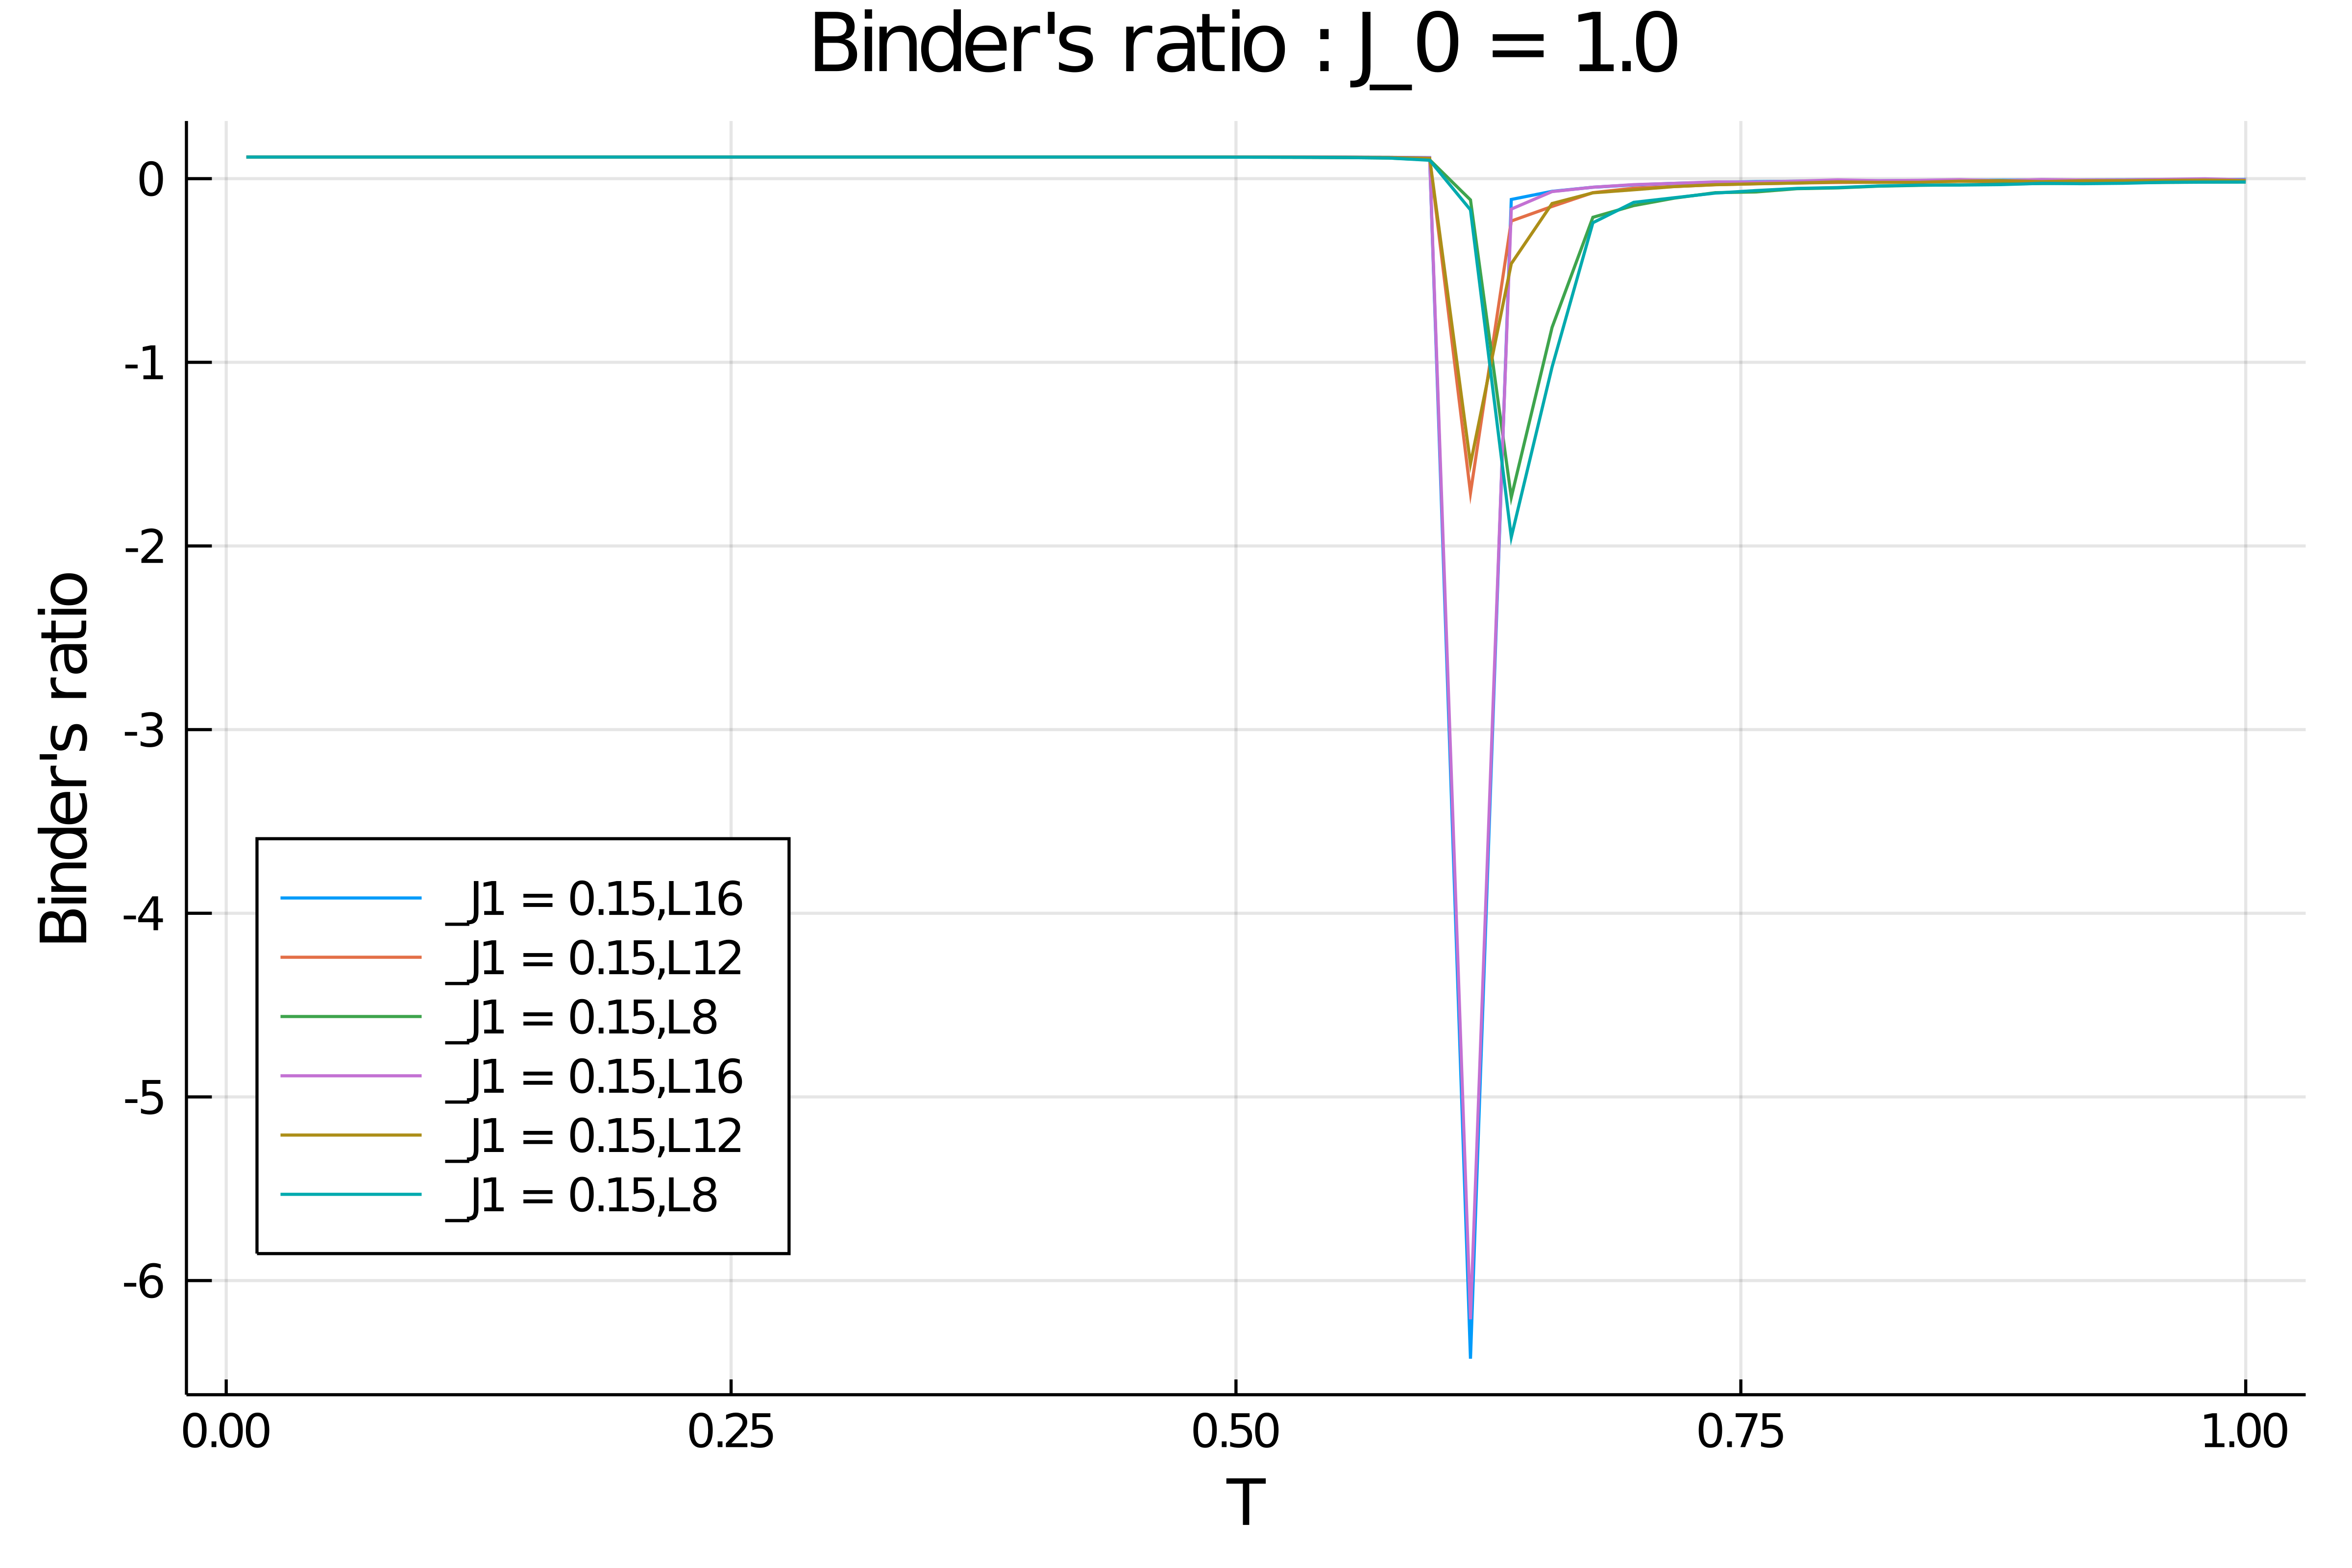 Binder's ratio : J_0 = 1.0
0
-1
-2
-3
-4
-5
-6
Binder's ratio
_J1 = 0.15,L16
_J1 = 0.15,L12
_J1 = 0.15,L8
_J1 = 0.15,L16
_J1 = 0.15,L12
_J1 = 0.15,L8
0.00 0.25 0.50 0.75 1.00
T